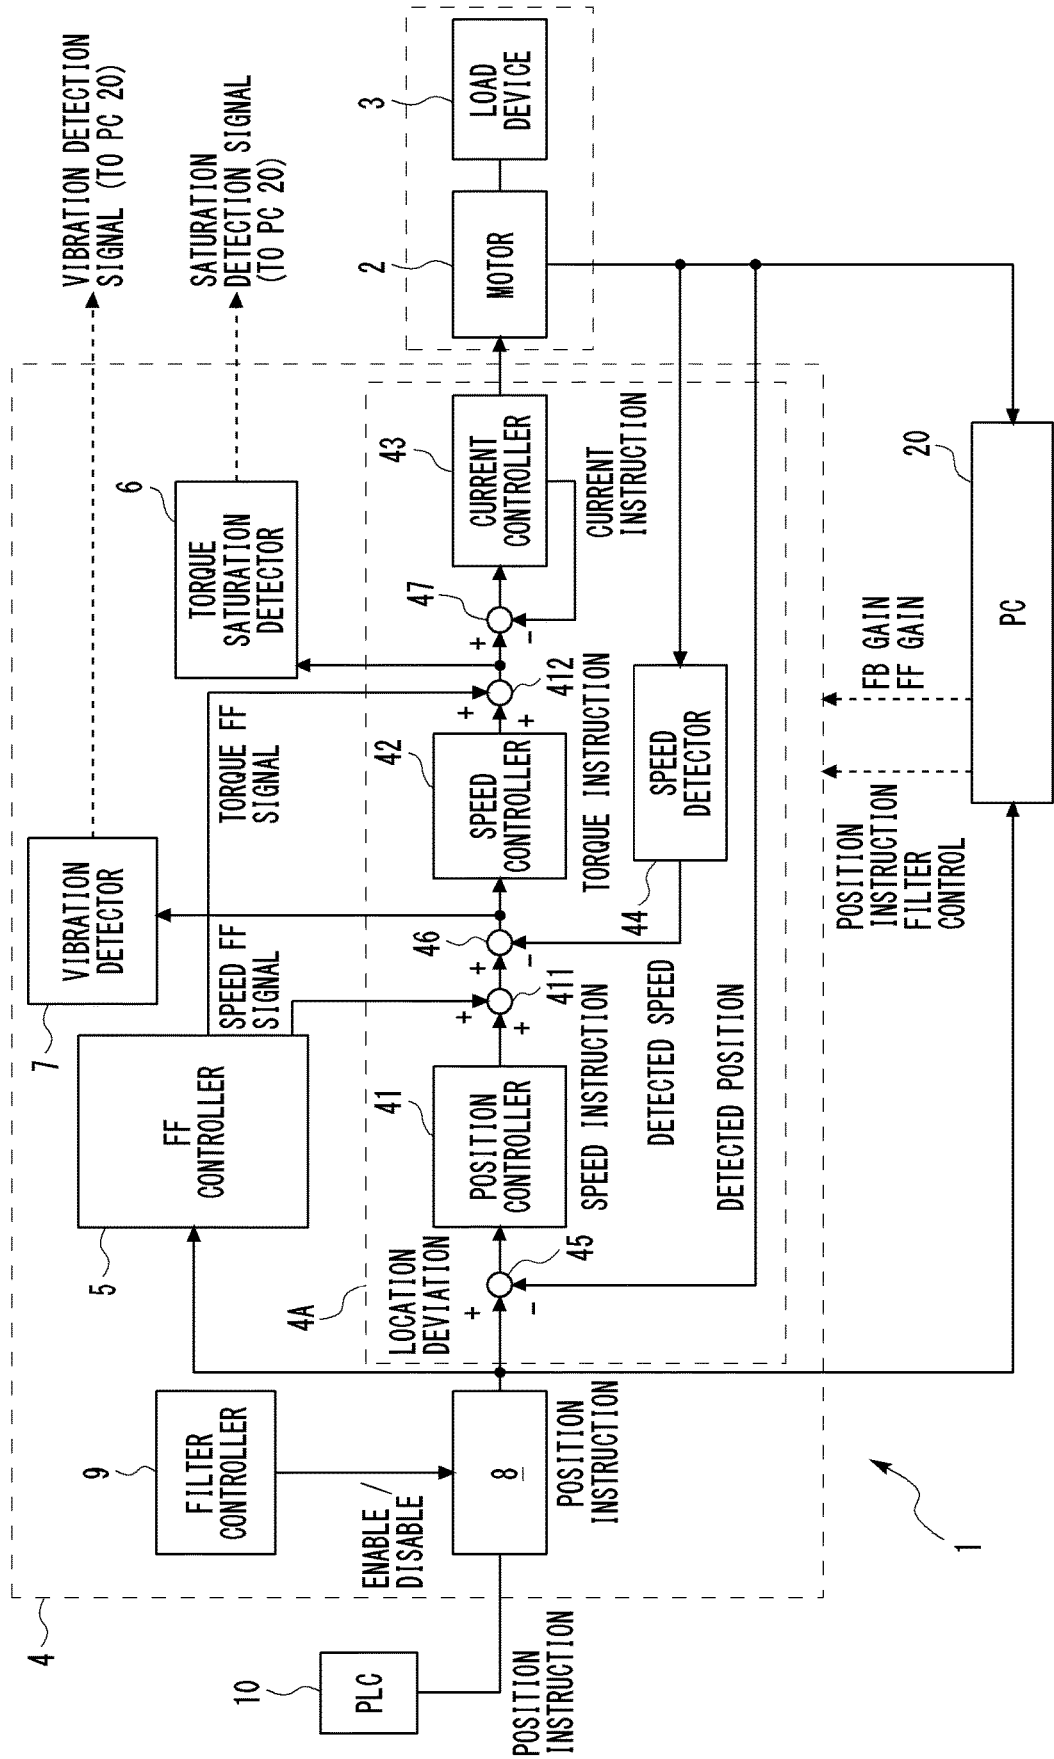 VIBRATION DETECTION
SIGNAL (TO PC 20)
SATURATION
DETECTION SIGNAL
(TO PC 20)
4
7
VIBRATION
DETECTOR
6
TORQUE
SATURATION
DETECTOR
5
FF
CONTROLLER
SPEED FF
SIGNAL
TORQUE FF
SIGNAL
9
FILTER
CONTROLLER
ENABLE /
DISABLE
10
PLC
POSITION
INSTRUCTION
8
POSITION
INSTRUCTION
4A
LOCATION
DEVIATION
+
-
45
41
POSITION
CONTROLLER
SPEED INSTRUCTION
+
+
411
+
-
46
42
SPEED
CONTROLLER
TORQUE INSTRUCTION
+
+
412
+
-
47
43
CURRENT
CONTROLLER
CURRENT
INSTRUCTION
2
MOTOR
3
LOAD
DEVICE
44
SPEED
DETECTOR
DETECTED SPEED
DETECTED POSITION
POSITION
INSTRUCTION
FILTER
CONTROL
FB GAIN
FF GAIN
20
PC
1